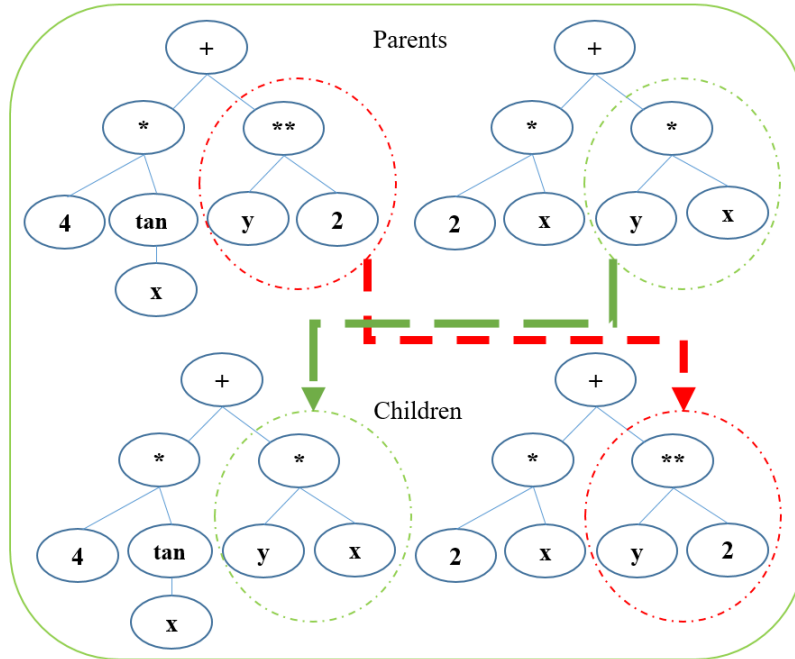 Parents
+ +
* ** * *
4 tan y 2 2 x y x
x
+ +
Children
* * * **
4 tan y x 2 x y 2
x